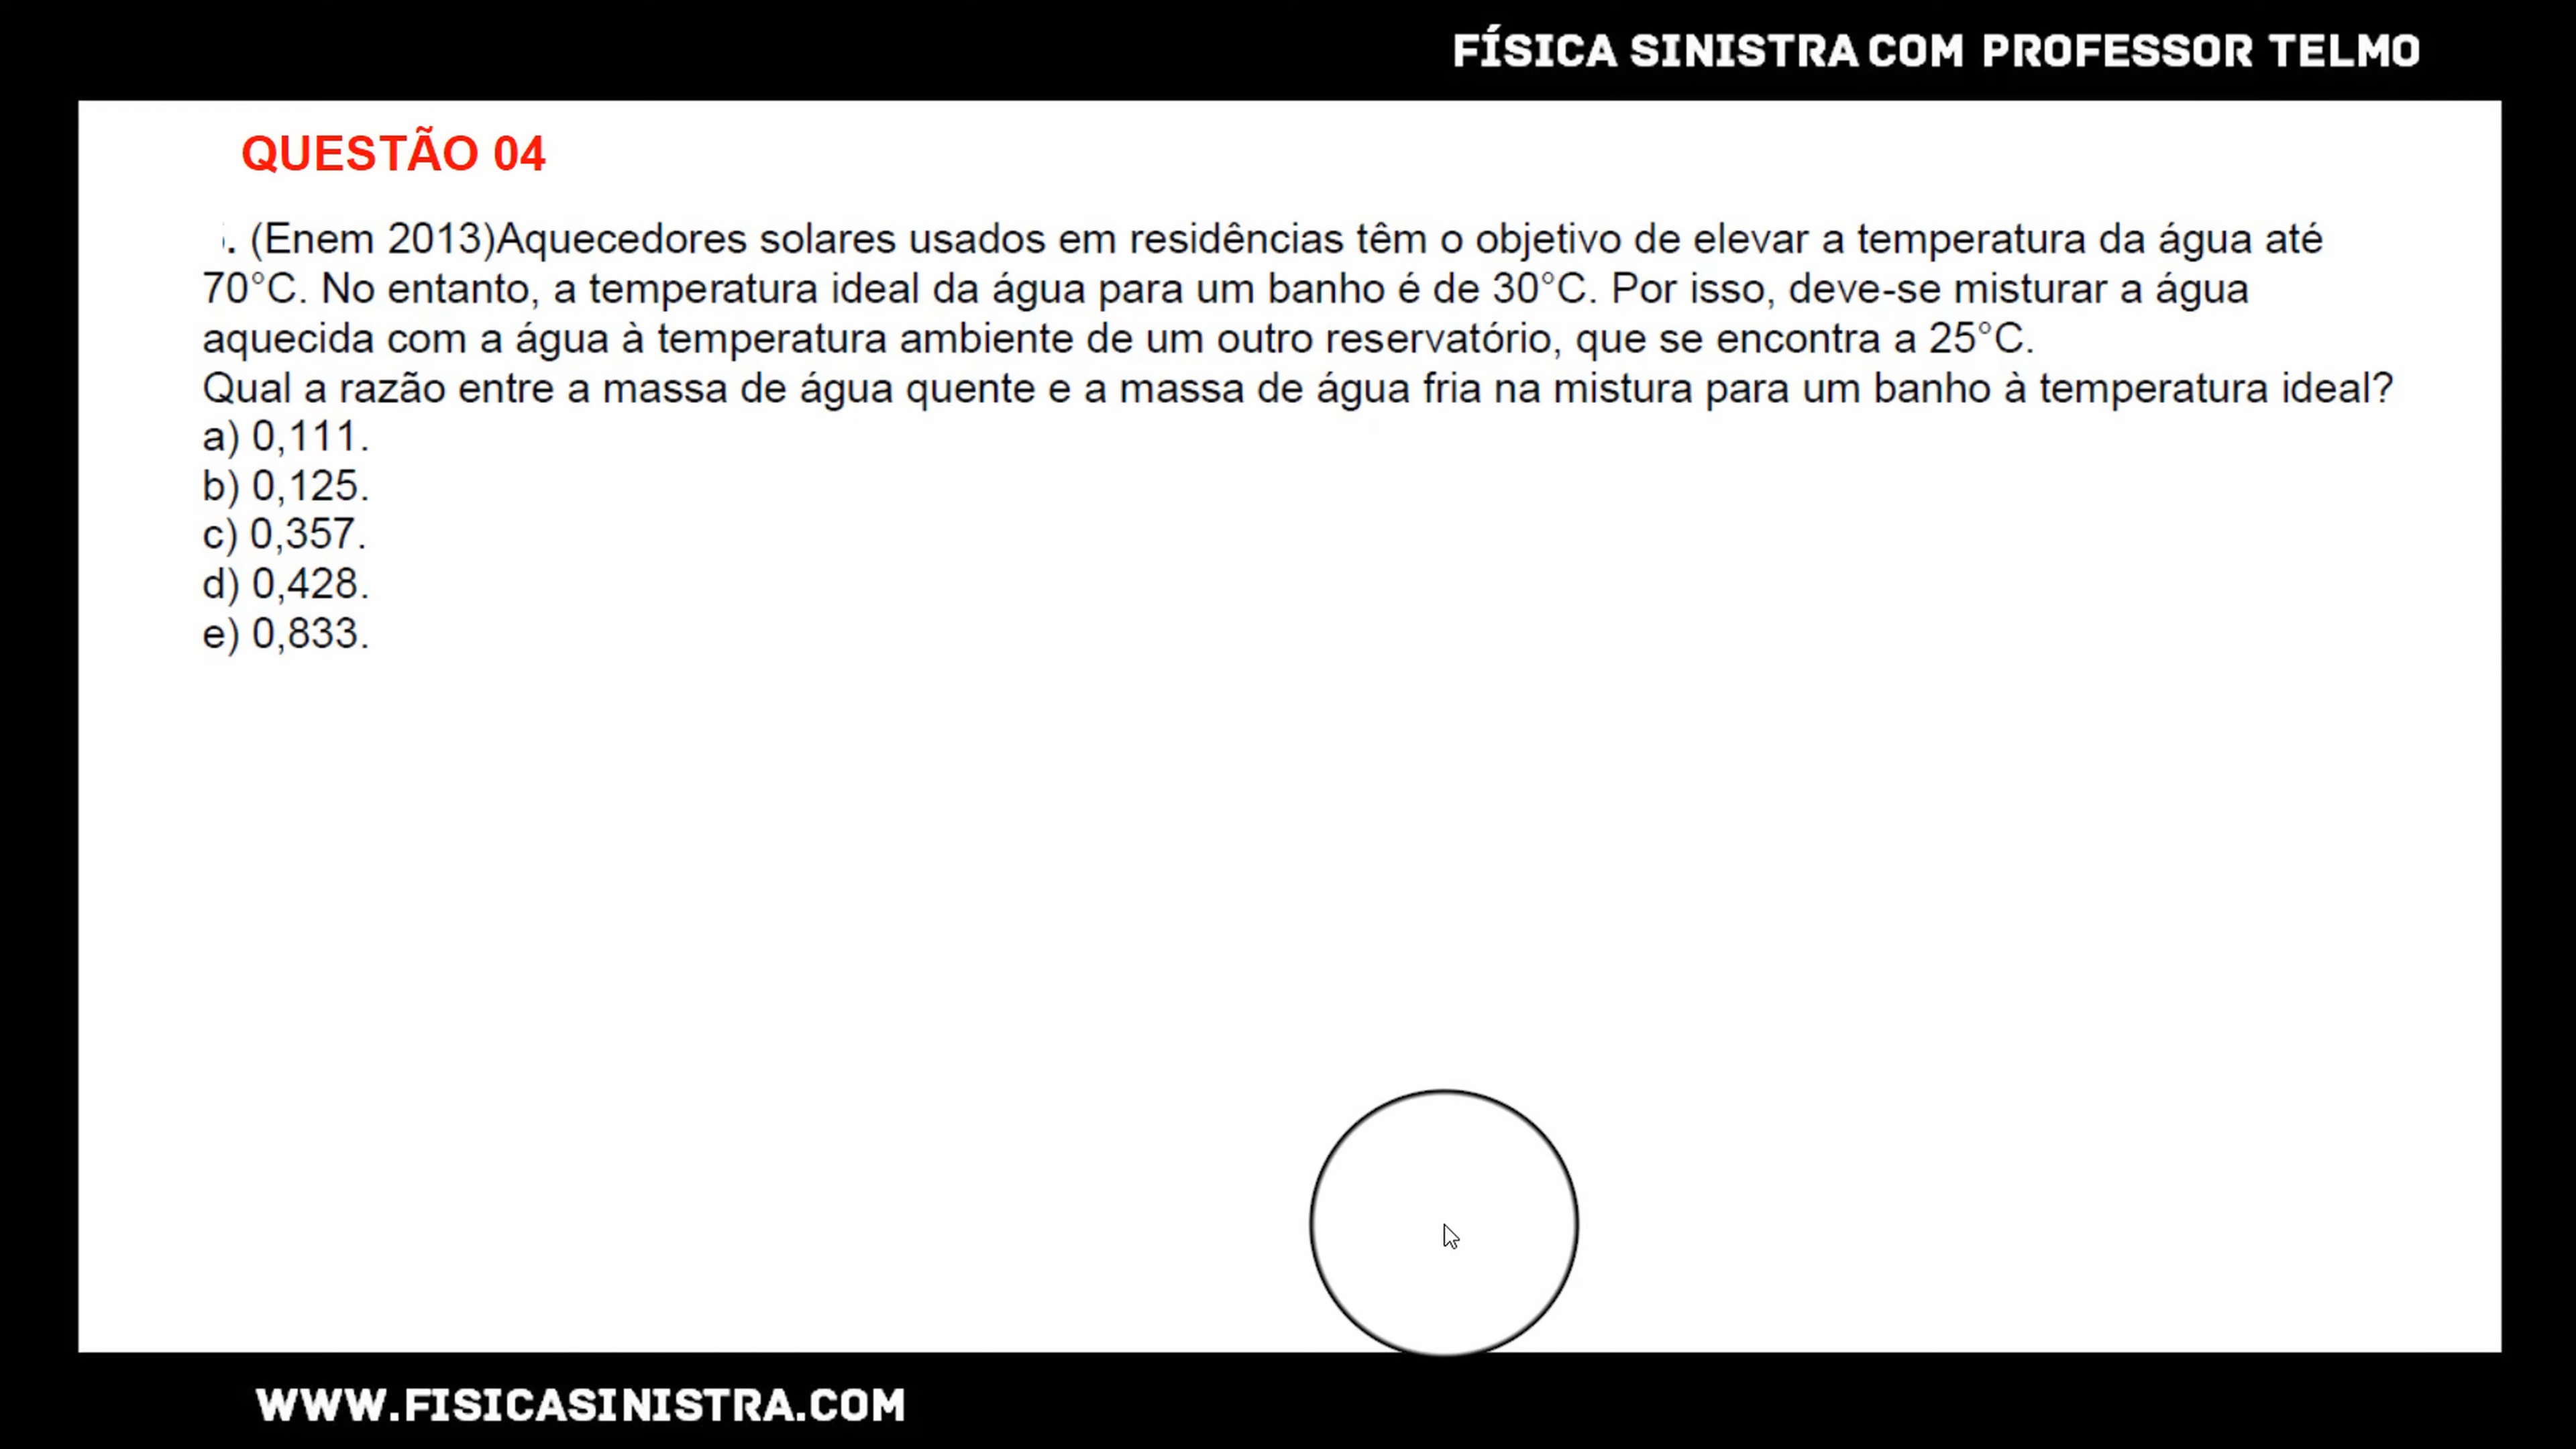 FÍSICA SINISTRA COM PROFESSOR TELMO
QUESTÃO 04
. (Enem 2013)Aquecedores solares usados em residências têm o objetivo de elevar a temperatura da água até
70°C. No entanto, a temperatura ideal da água para um banho é de 30°C. Por isso, deve-se misturar a água
aquecida com a água à temperatura ambiente de um outro reservatório, que se encontra a 25°C.
Qual a razão entre a massa de água quente e a massa de água fria na mistura para um banho à temperatura ideal?
a) 0,111.
b) 0,125.
c) 0,357.
d) 0,428.
e) 0,833.
WWW.FISICASINISTRA.COM